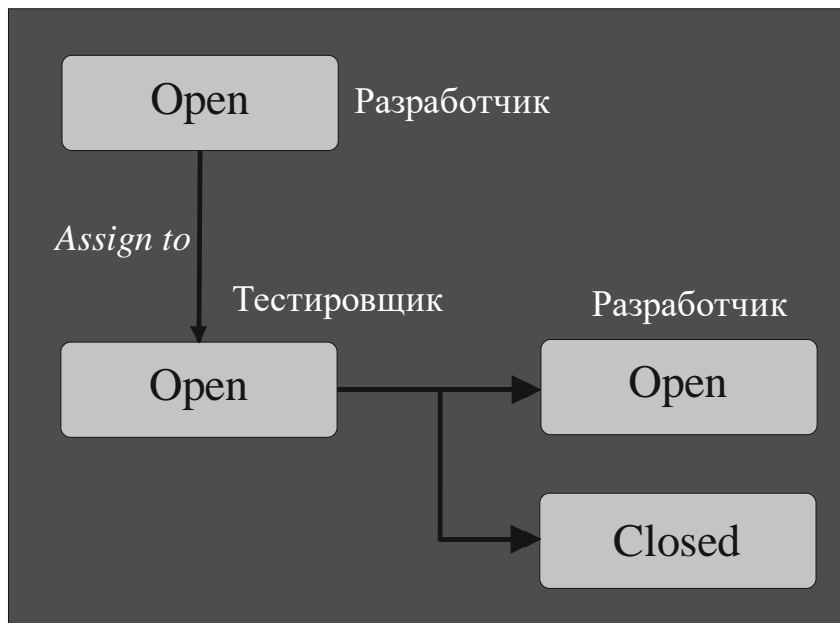 Open
Разработчик
Assign to
Тестировщик
Разработчик
Open
Open
Closed